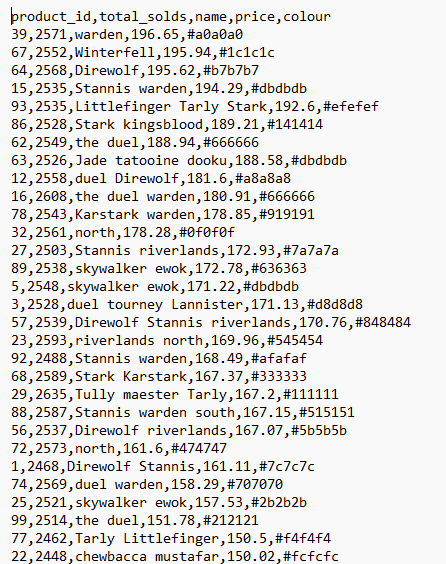 product_id,total_solds,name,price,colour
39,2571,warden,196.65,#a0a0a0
67,2552,Winterfell,195.94,#1c1c1c
64,2568,Direwolf,195.62,#b7b7b7
15,2535,Stannis warden,194.29,#dbdbdb
93,2535,Littlefinger Tarly Stark,192.6,#efefef
86,2528,Stark kingsblood,189.21,#141414
62,2549,the duel,188.94,#666666
63,2526,Jade tatooine dooku,188.58,#dbdbdb
12,2558,duel Direwolf,181.6,#a8a8a8
16,2608,the duel warden,180.91,#666666
78,2543,Karstark warden,178.85,#919191
32,2561,north,178.28,#0f0f0f
27,2503,Stannis riverlands,172.93,#7a7a7a
89,2538,skywalker ewok,172.78,#636363
5,2548,skywalker ewok,171.22,#dbdbdb
3,2528,duel tourney Lannister,171.13,#d8d8d8
57,2539,Direwolf Stannis riverlands,170.76,#848484
23,2593,riverlands north,169.96,#545454
92,2488,Stannis warden,168.49,#afafaf
68,2589,Stark Karstark,167.37,#333333
29,2635,Tully maester Tarly,167.2,#111111
88,2587,Stannis warden south,167.15,#515151
56,2537,Direwolf riverlands,167.07,#5b5b5b
72,2573,north,161.6,#474747
1,2468,Direwolf Stannis,161.11,#7c7c7c
74,2569,duel warden,158.29,#707070
25,2521,skywalker ewok,157.53,#2b2b2b
99,2514,the duel,151.78,#212121
77,2462,Tarly Littlefinger,150.5,#f4f4f4
22,2448,chewbacca mustafar,150.02,#fcfcfc